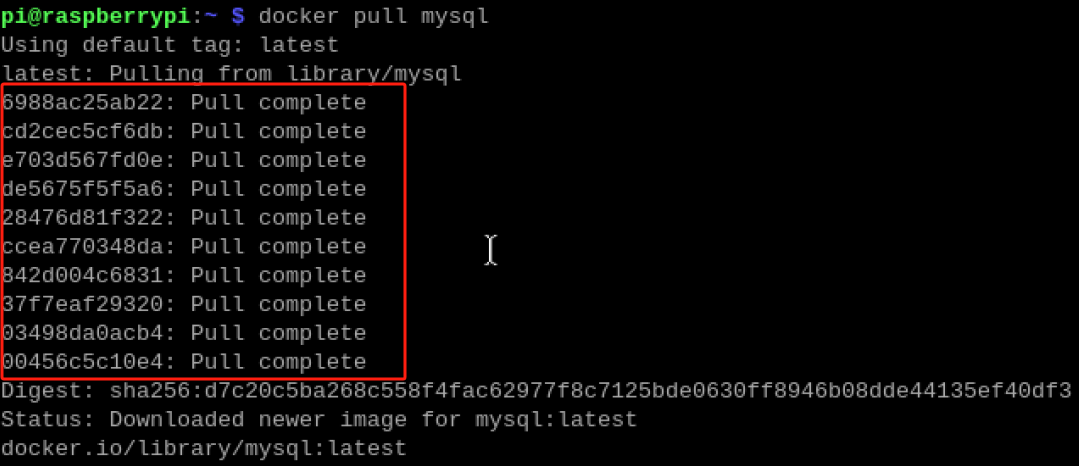 pi@raspberrypi:~ $ docker pull mysql
Using default tag: latest
latest: Pulling from library/mysql
6988ac25ab22: Pull complete
cd2cec5cf6db: Pull complete
e703d567fd0e: Pull complete
de5675f5f5a6: Pull complete
28476d81f322: Pull complete
ccea770348da: Pull complete
842d004c6831: Pull complete
37f7eaf29320: Pull complete
03498da0acb4: Pull complete
00456c5c10e4: Pull complete
Digest: sha256:d7c20c5ba268c558f4fac62977f8c7125bde0630ff8946b08dde44135ef40df3
Status: Downloaded newer image for mysql:latest
docker.io/library/mysql:latest